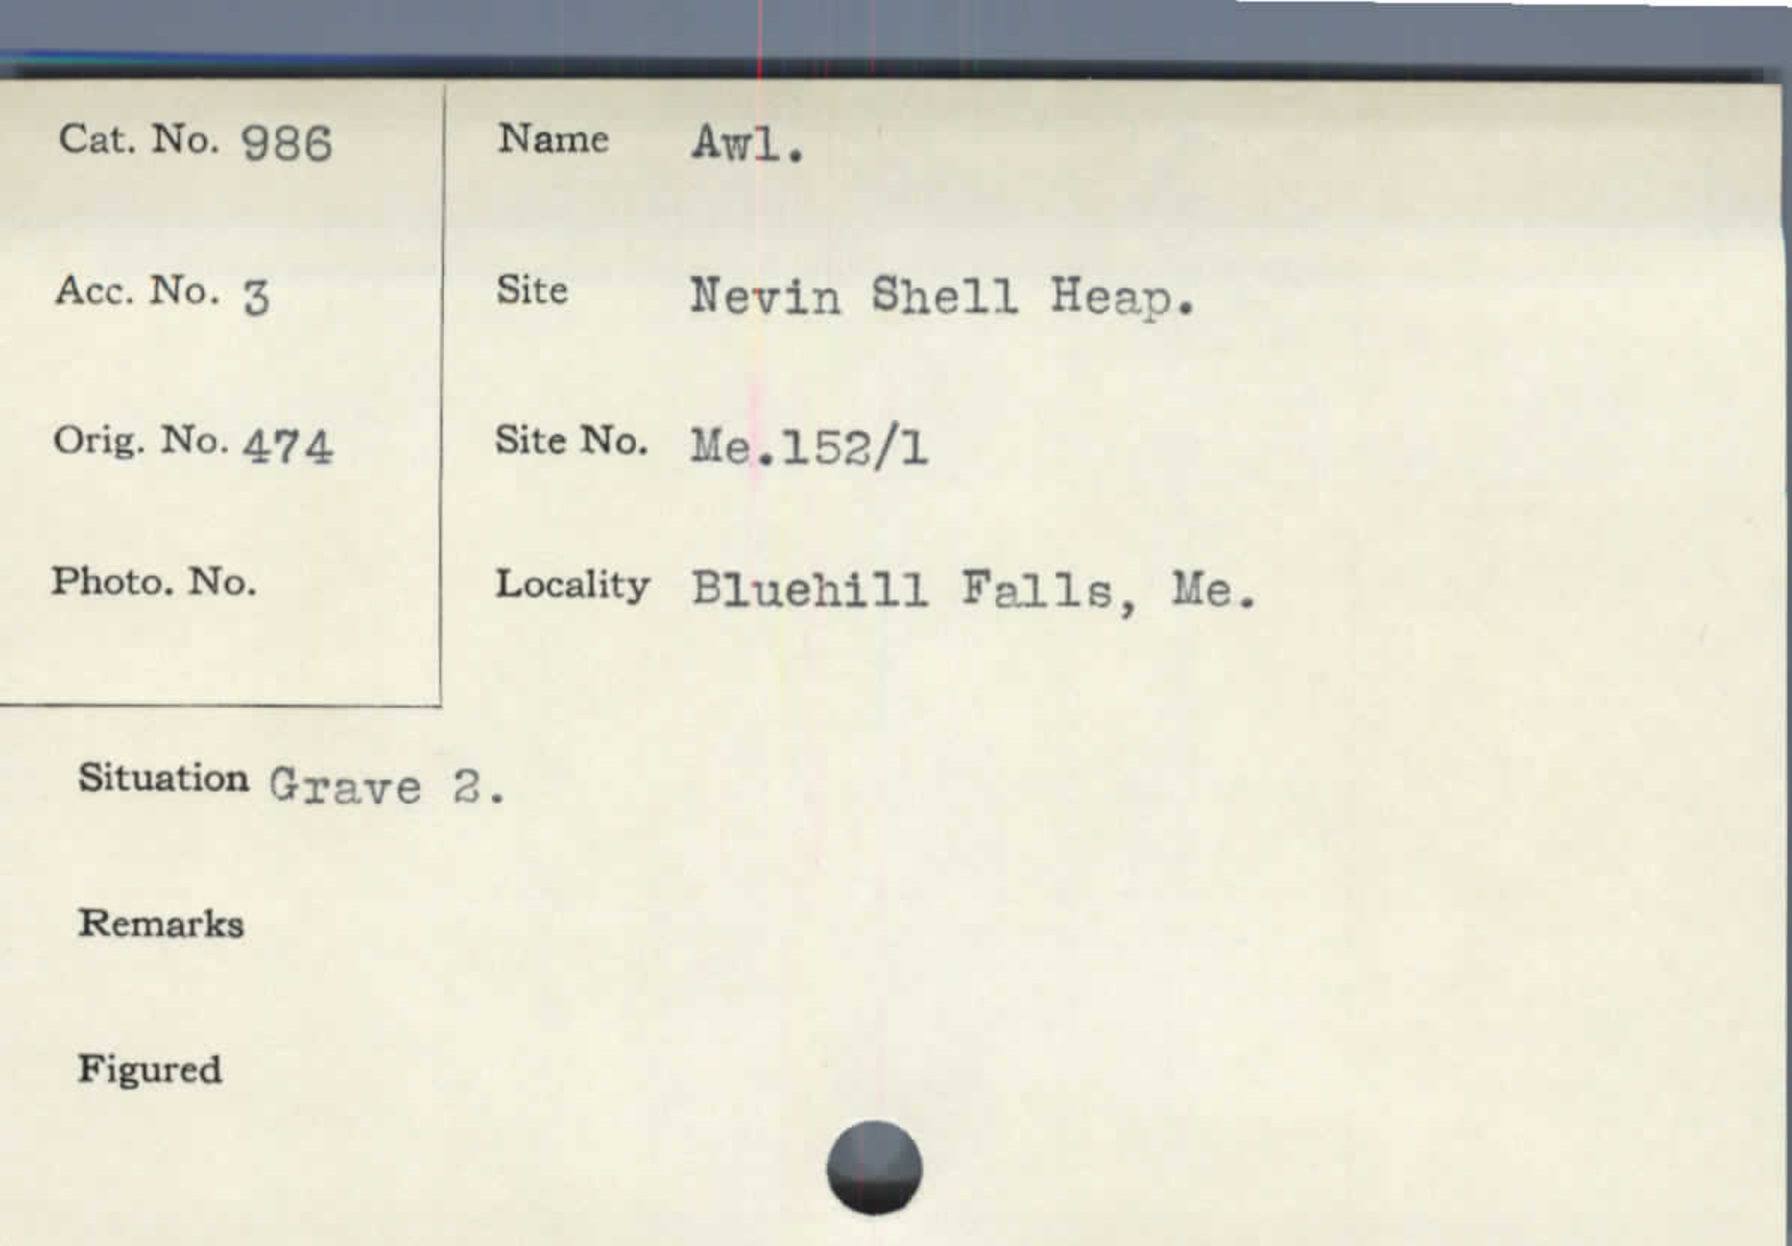 Cat. No. 986
Name Awl.
Acc. No. 3
Site Nevin Shell Heap.
Orig. No. 474
Site No. Me.152/1
Photo. No.
Locality Bluehill Falls, Me.
Situation Grave 2.
Remarks
Figured